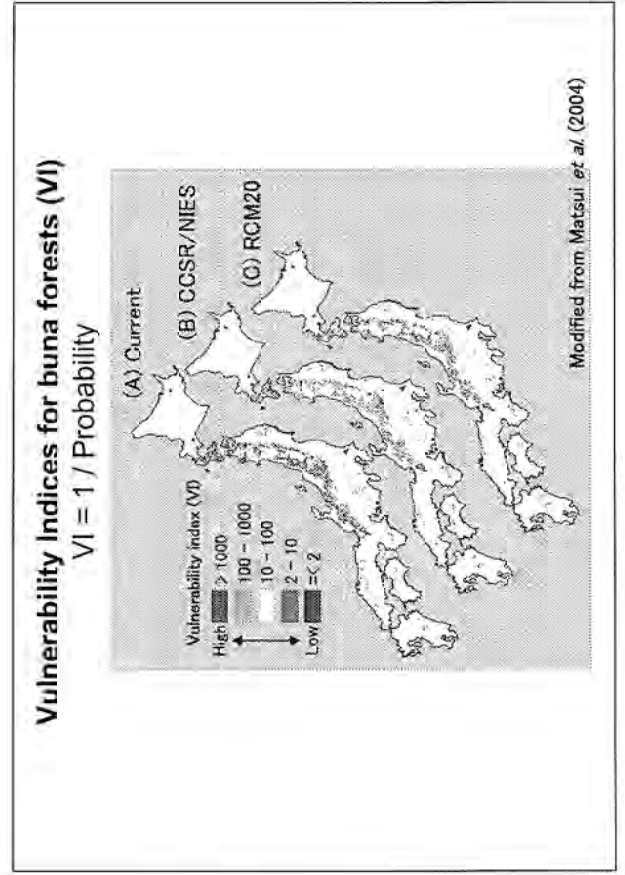 Vulnerability Indices for buna forests (VI)
VI = 1 / Probability
(A) Current.
(B) CCSR/NIES
(C) RCM20
Vulnerability index (VI)
High > 1000
100 - 1000
10 - 100
2 - 10
Low =< 2
Modified from Matsui et al. (2004)